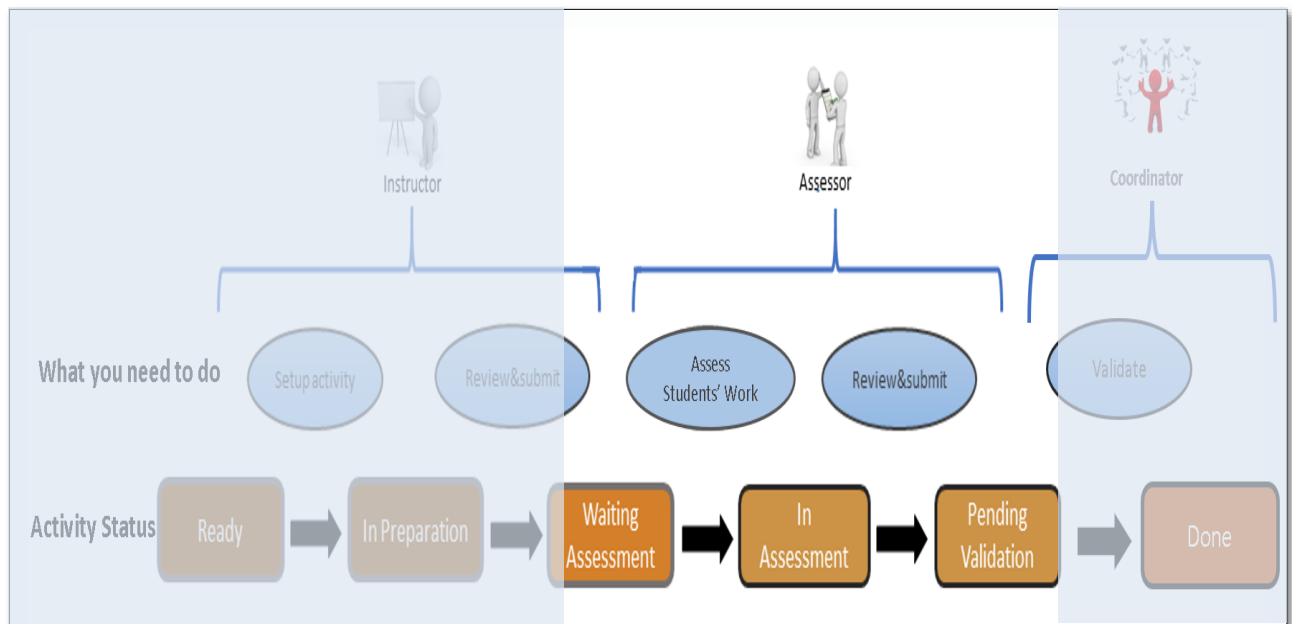 Instructor
Assessor
Coordinator
What you need to do
Setup activity
Review&submit
Assess
Students' Work
Review&submit
Validate
Activity Status
Ready
In Preparation
Waiting
Assessment
In
Assessment
Pending
Validation
Done